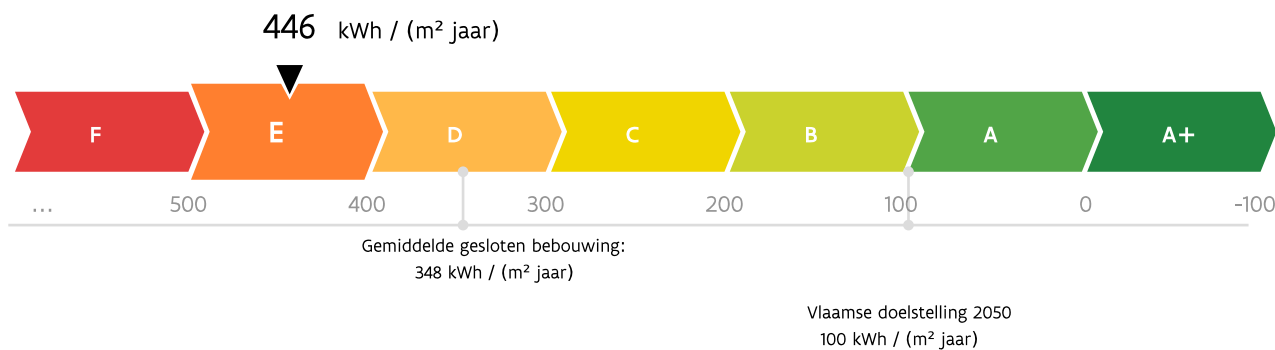 446 kWh / (m² jaar)
F E D C B A A+
... 500 400 300 200 100 0 -100
Gemiddelde gesloten bebouwing:
348 kWh / (m² jaar)
Vlaamse doelstelling 2050
100 kWh / (m² jaar)